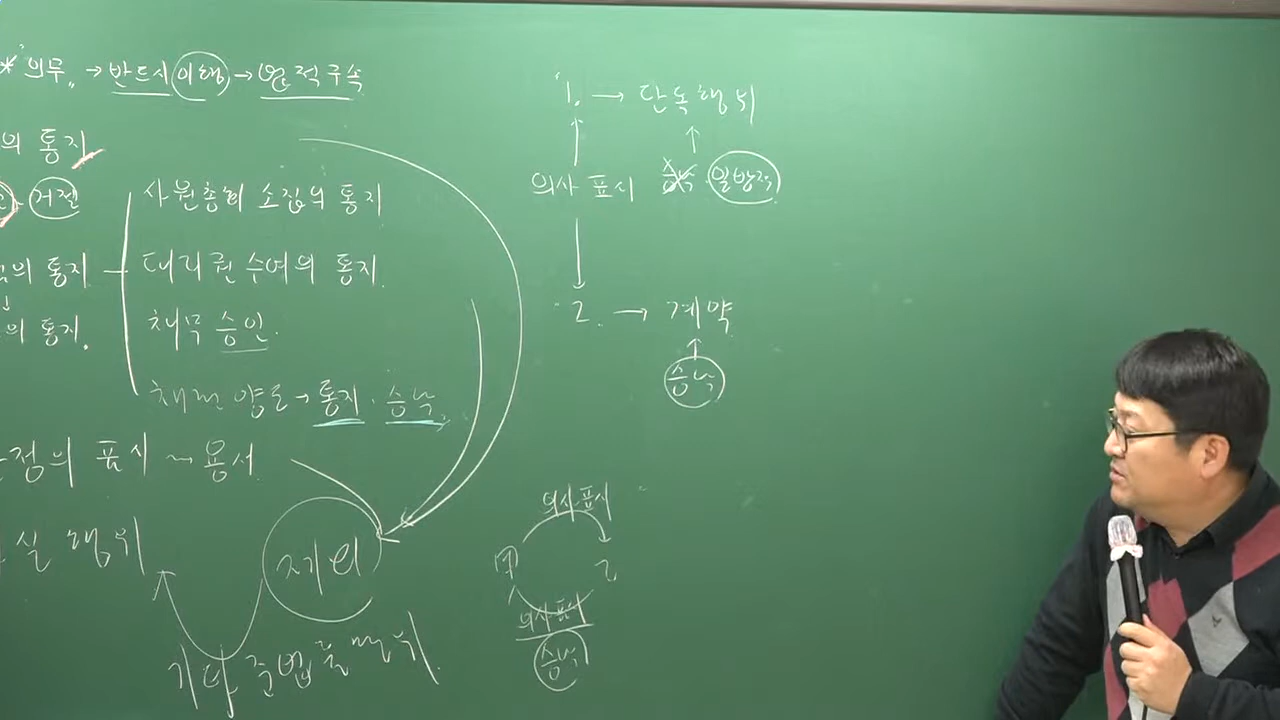 * "의무" → 반드시 이행 → 법적구속
의 통지
거절
의 통지
의 통지.
사원총회 소집의 통지
대리권 수여의 통지.
채무 승인.
채권 양도 → 통지 · 승낙
정의 표시 → 용서
실 행위
기타 준법률행위.
1. → 단독행위
의사 표시
승낙 일방적
2. → 계약
승낙
의사표시
甲 乙
의사표시
승낙